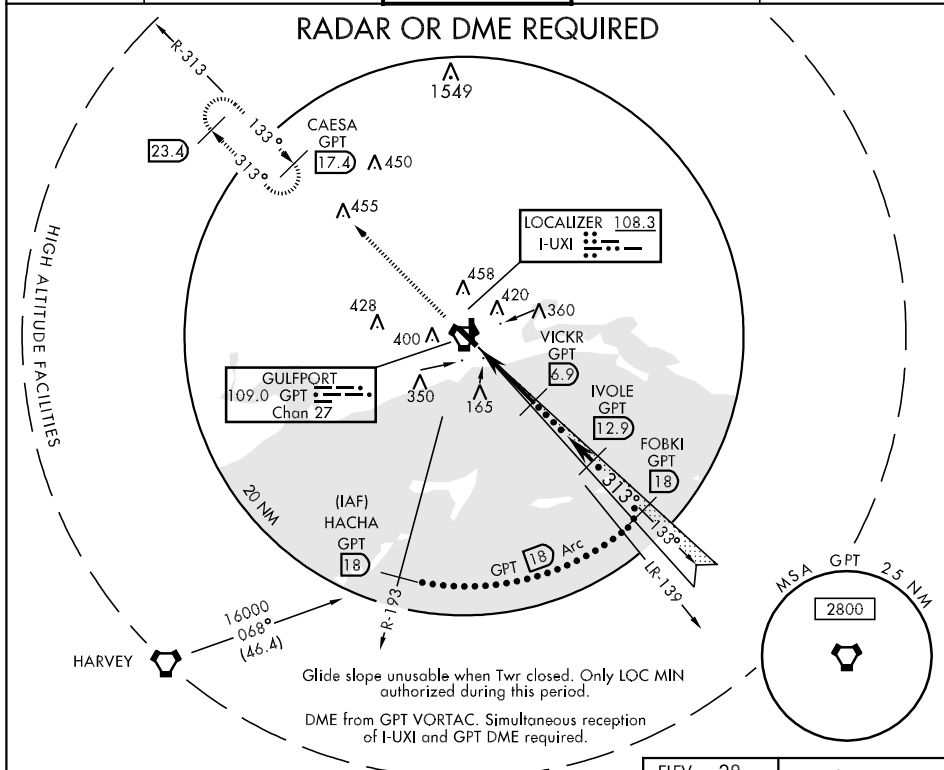 RADAR OR DME REQUIRED
R-313
1549
133°
CAESA
GPT
17.4
450
23.4
313°
455
HIGH ALTITUDE FACILITIES
LOCALIZER 108.3
I-UXI
458
420
360
428
400
VICKR
GPT
6.9
GULFPORT
109.0 GPT
Chan 27
350
165
IVOLE
GPT
12.9
FOBKI
GPT
18
313°
133°
20 NM
(IAF)
HACHA
GPT
18
GPT 18 Arc
LR-139
R-193
16000
068°
(46.4)
HARVEY
MSA GPT 25 NM
2800
Glide slope unusable when Twr closed. Only LOC MIN
authorized during this period.
DME from GPT VORTAC. Simultaneous reception
of I-UXI and GPT DME required.
ELEV 28